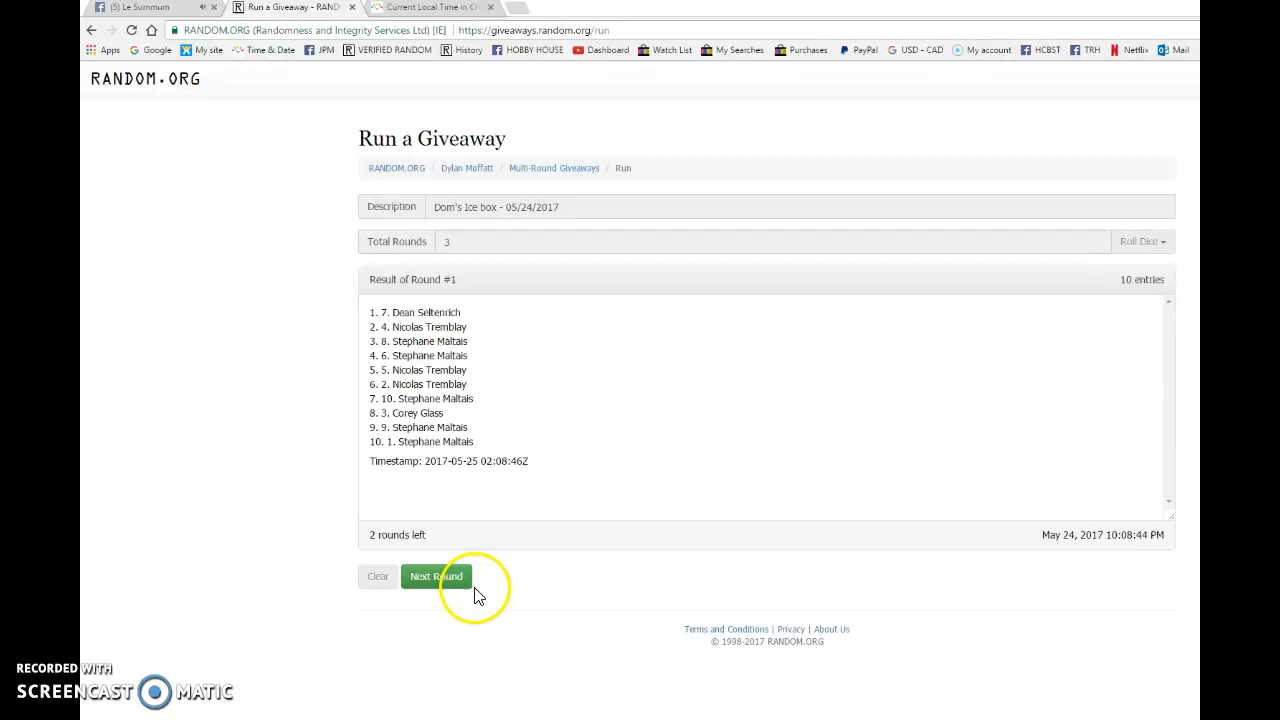 (5) Le Summum
Run a Giveaway - RAND
Current Local Time in Ch
RANDOM.ORG (Randomness and Integrity Services Ltd) [IE] https://giveaways.random.org/run
Apps Google My site Time & Date JPM VERIFIED RANDOM History HOBBY HOUSE Dashboard Watch List My Searches Purchases PayPal USD - CAD My account HCBST TRH Netflix Mail
RANDOM.ORG
Run a Giveaway
RANDOM.ORG / Dylan Moffatt / Multi-Round Giveaways / Run
Description Dom's Ice box - 05/24/2017
Total Rounds 3 Roll Dice
Result of Round #1 10 entries
1. 7. Dean Seltenrich
2. 4. Nicolas Tremblay
3. 8. Stephane Maltais
4. 6. Stephane Maltais
5. 5. Nicolas Tremblay
6. 2. Nicolas Tremblay
7. 10. Stephane Maltais
8. 3. Corey Glass
9. 9. Stephane Maltais
10. 1. Stephane Maltais
Timestamp: 2017-05-25 02:08:46Z
2 rounds left May 24, 2017 10:08:44 PM
Clear Next Round
Terms and Conditions | Privacy | About Us
© 1998-2017 RANDOM.ORG
RECORDED WITH
SCREENCAST MATIC